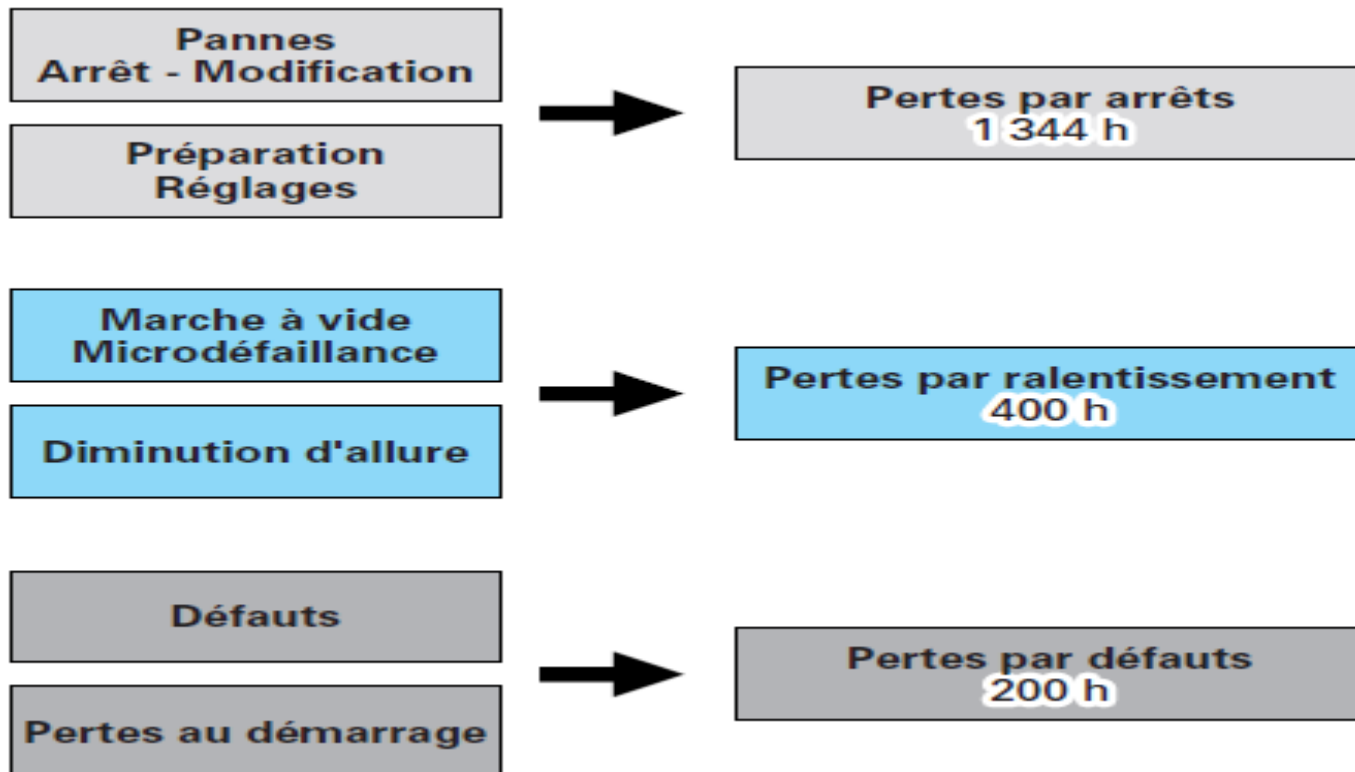 Pannes
Arrêt - Modification
Préparation
Réglages
Pertes par arrêts
1 344 h
Marche à vide
Microdéfaillance
Diminution d'allure
Pertes par ralentissement
400 h
Défauts
Pertes au démarrage
Pertes par défauts
200 h